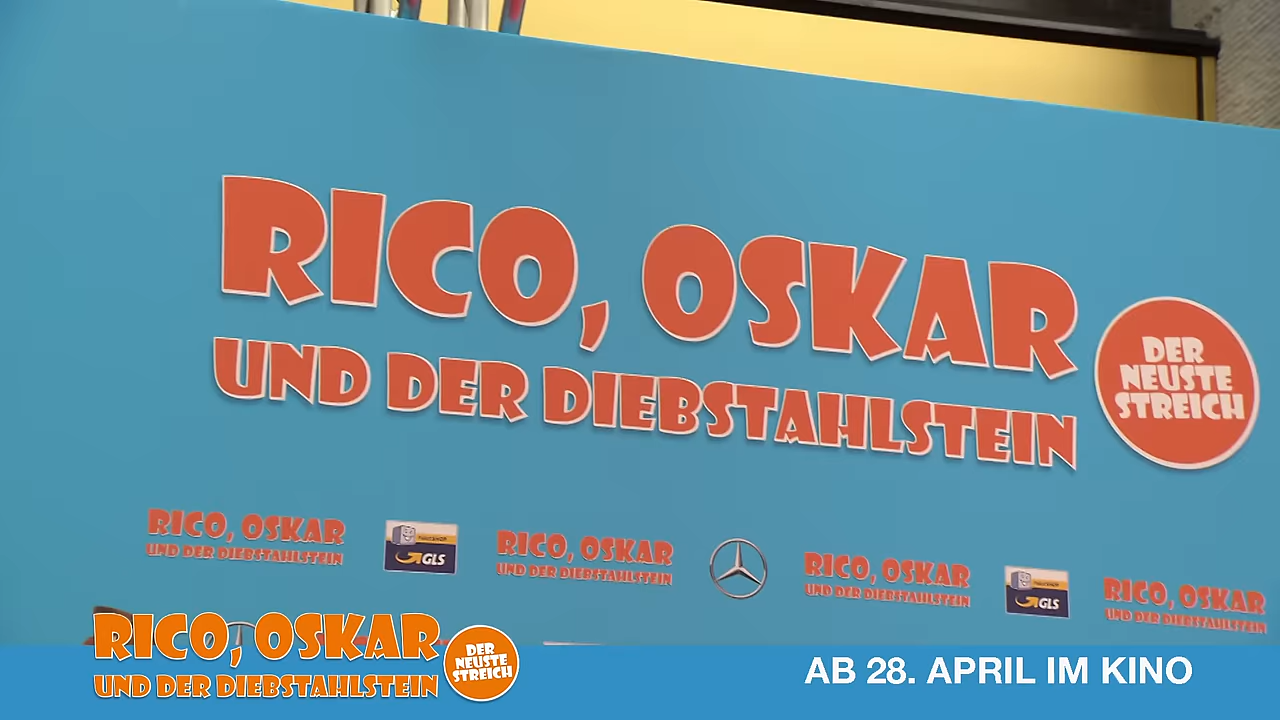 RICO, OSKAR
UND DER DIEBSTAHLSTEIN
DER
NEUSTE
STREICH
RICO, OSKAR
UND DER DIEBSTAHLSTEIN
GLS
RICO, OSKAR
UND DER DIEBSTAHLSTEIN
RICO, OSKAR
UND DER DIEBSTAHLSTEIN
GLS
RICO, OSKAR
UND DER DIEBSTAHLSTEIN
RICO, OSKAR
UND DER DIEBSTAHLSTEIN
DER
NEUSTE
STREICH
AB 28. APRIL IM KINO